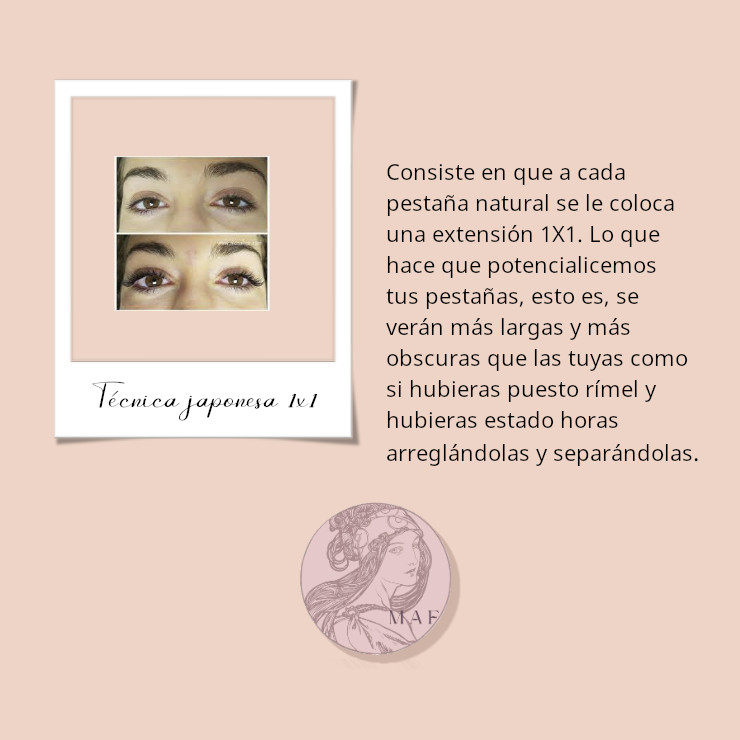 Técnica japonesa 1x1
Consiste en que a cada
pestaña natural se le coloca
una extensión 1X1. Lo que
hace que potencialicemos
tus pestañas, esto es, se
verán más largas y más
obscuras que las tuyas como
si hubieras puesto rímel y
hubieras estado horas
arreglándolas y separándolas.